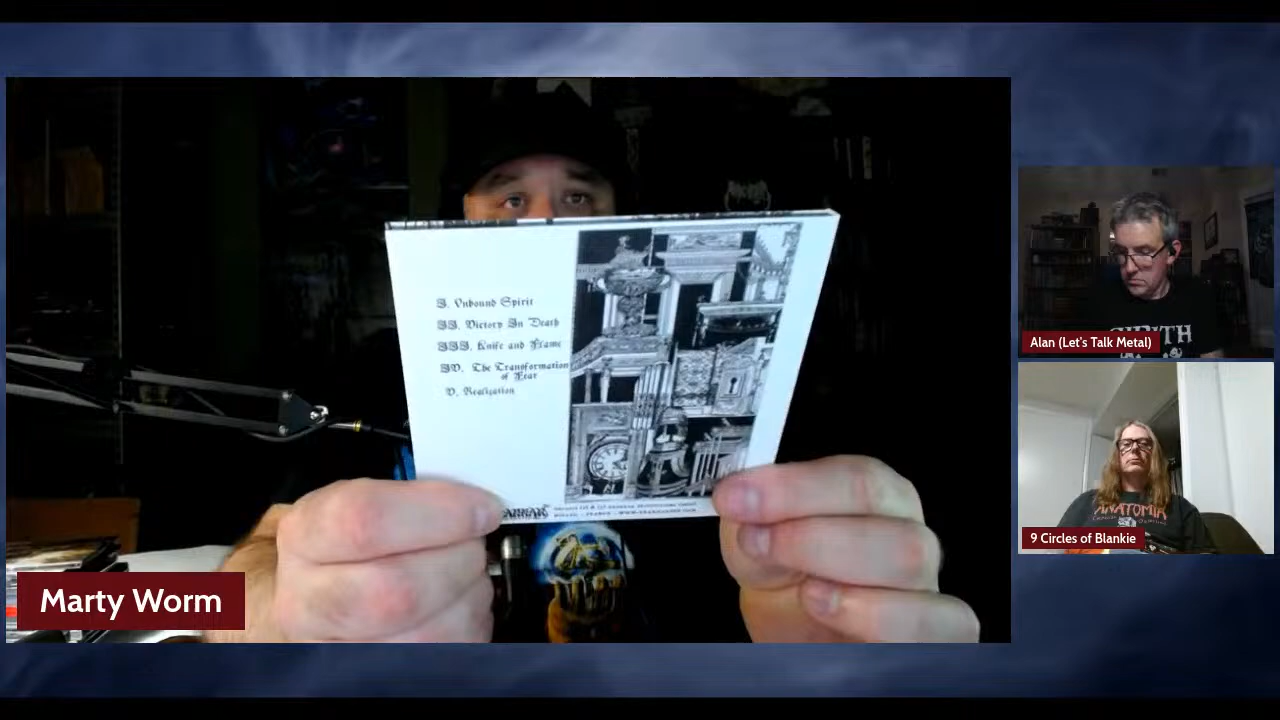 I. Unbound Spirit
II. Victory In Death
III. Knife and Flame
IV. The Transformation
of Fear
V. Realization
Marty Worm
Alan (Let's Talk Metal)
ANATOMIA
9 Circles of Blankie